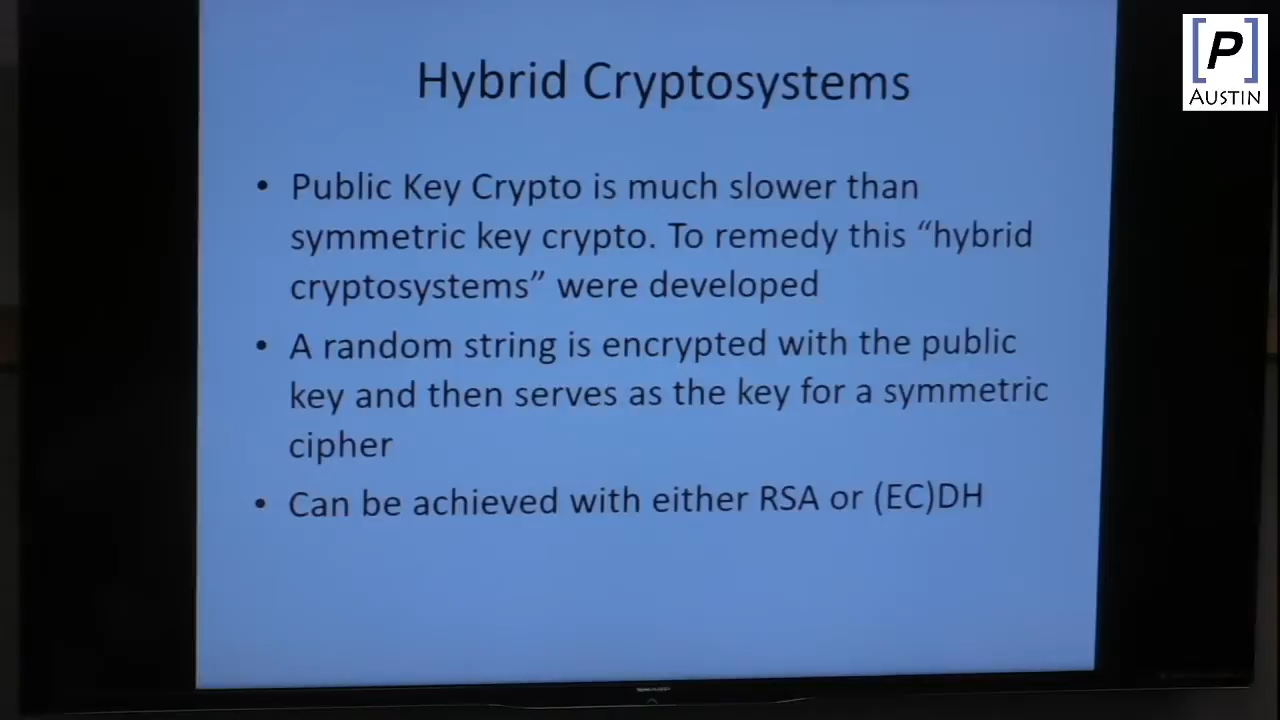 [P]
AUSTIN
Hybrid Cryptosystems
• Public Key Crypto is much slower than
symmetric key crypto. To remedy this “hybrid
cryptosystems” were developed
• A random string is encrypted with the public
key and then serves as the key for a symmetric
cipher
• Can be achieved with either RSA or (EC)DH
SHARP